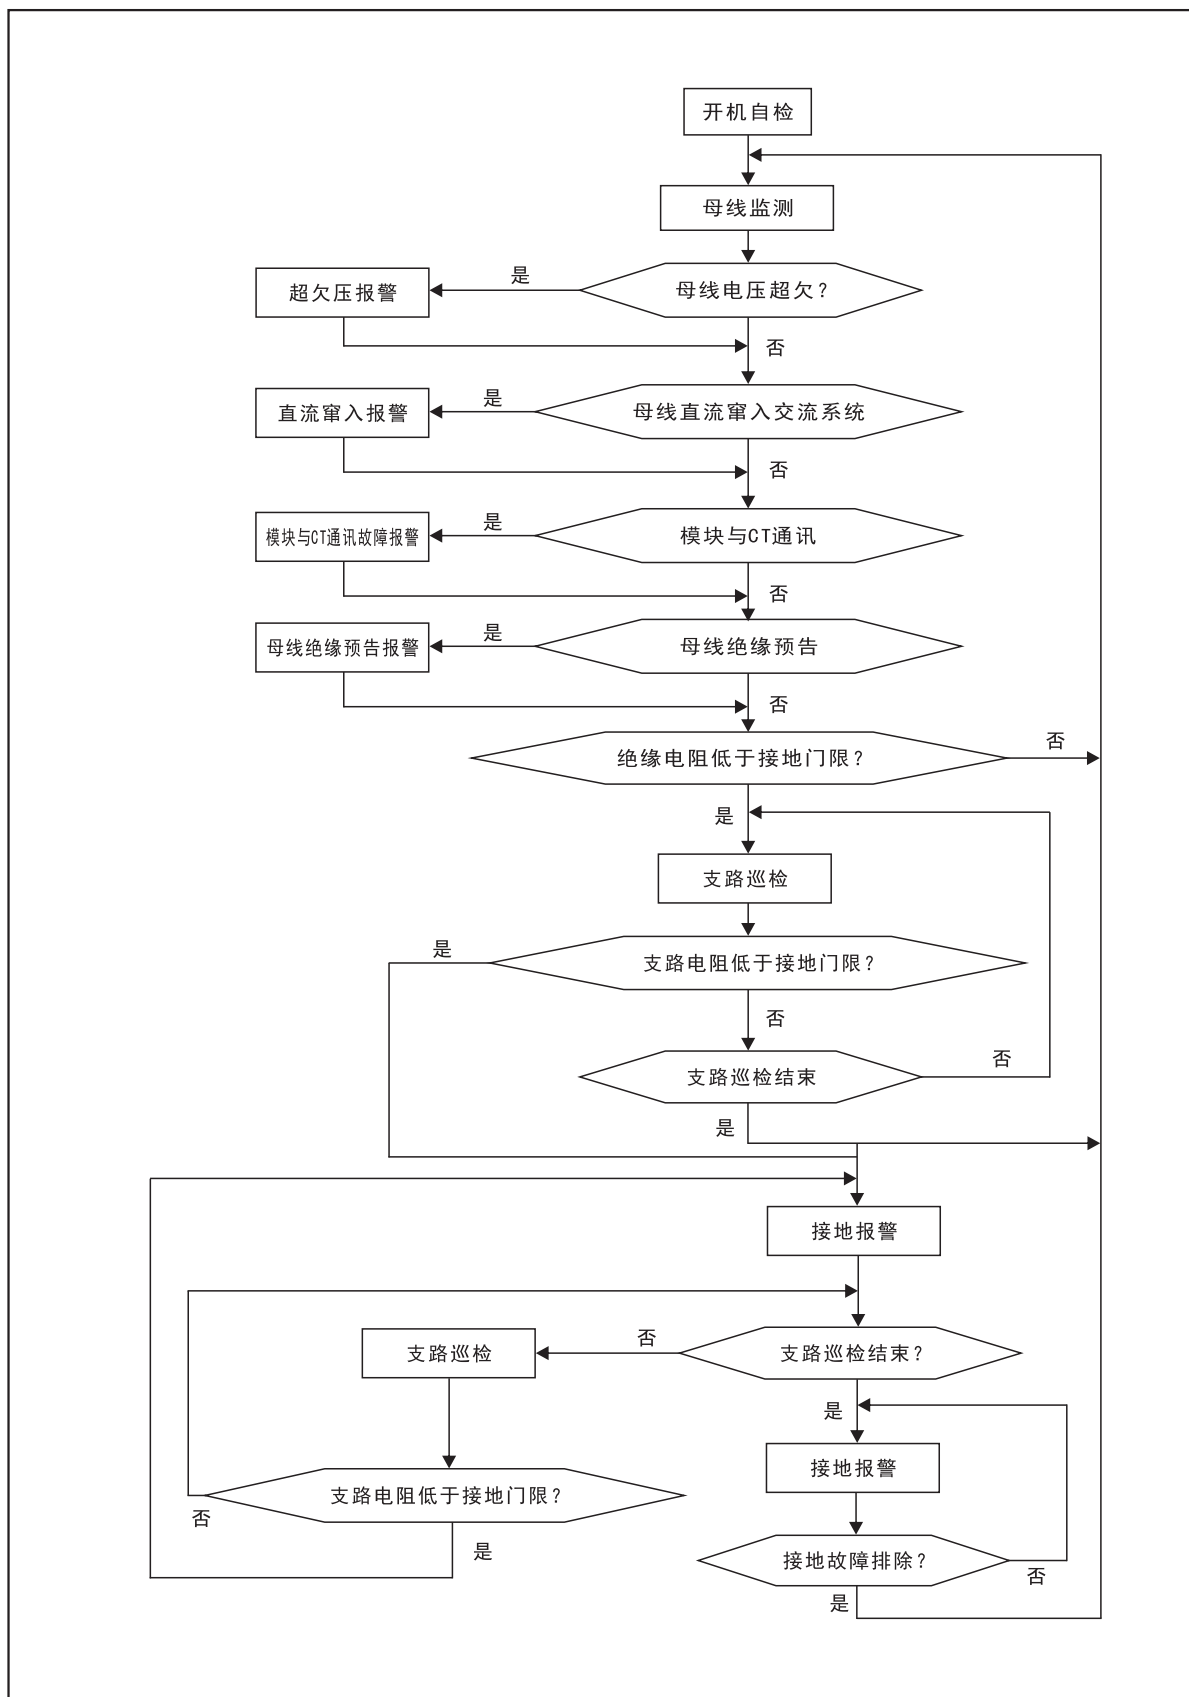 开机自检
母线监测
是
超欠压报警
母线电压超欠？
否
是
直流窜入报警
母线直流窜入交流系统
否
是
模块与CT通讯故障报警
模块与CT通讯
否
是
母线绝缘预告报警
母线绝缘预告
否
绝缘电阻低于接地门限？
否
是
支路巡检
是
支路电阻低于接地门限？
否
支路巡检结束
否
是
接地报警
否
支路巡检
支路巡检结束？
是
接地报警
支路电阻低于接地门限？
否
是
接地故障排除？
否
是